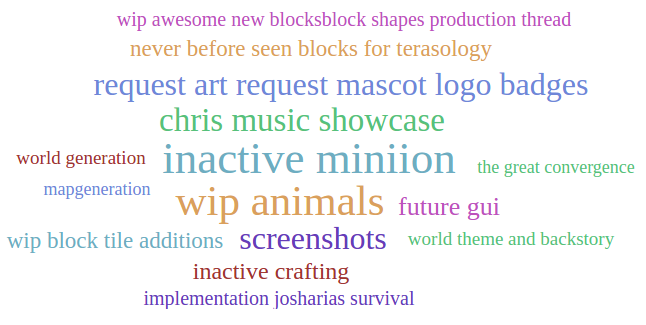 wip awesome new blocksblock shapes production thread
never before seen blocks for terasology
request art request mascot logo badges
chris music showcase
world generation
inactive miniion
the great convergence
mapgeneration
wip animals
future gui
wip block tile additions
screenshots
world theme and backstory
inactive crafting
implementation josharias survival